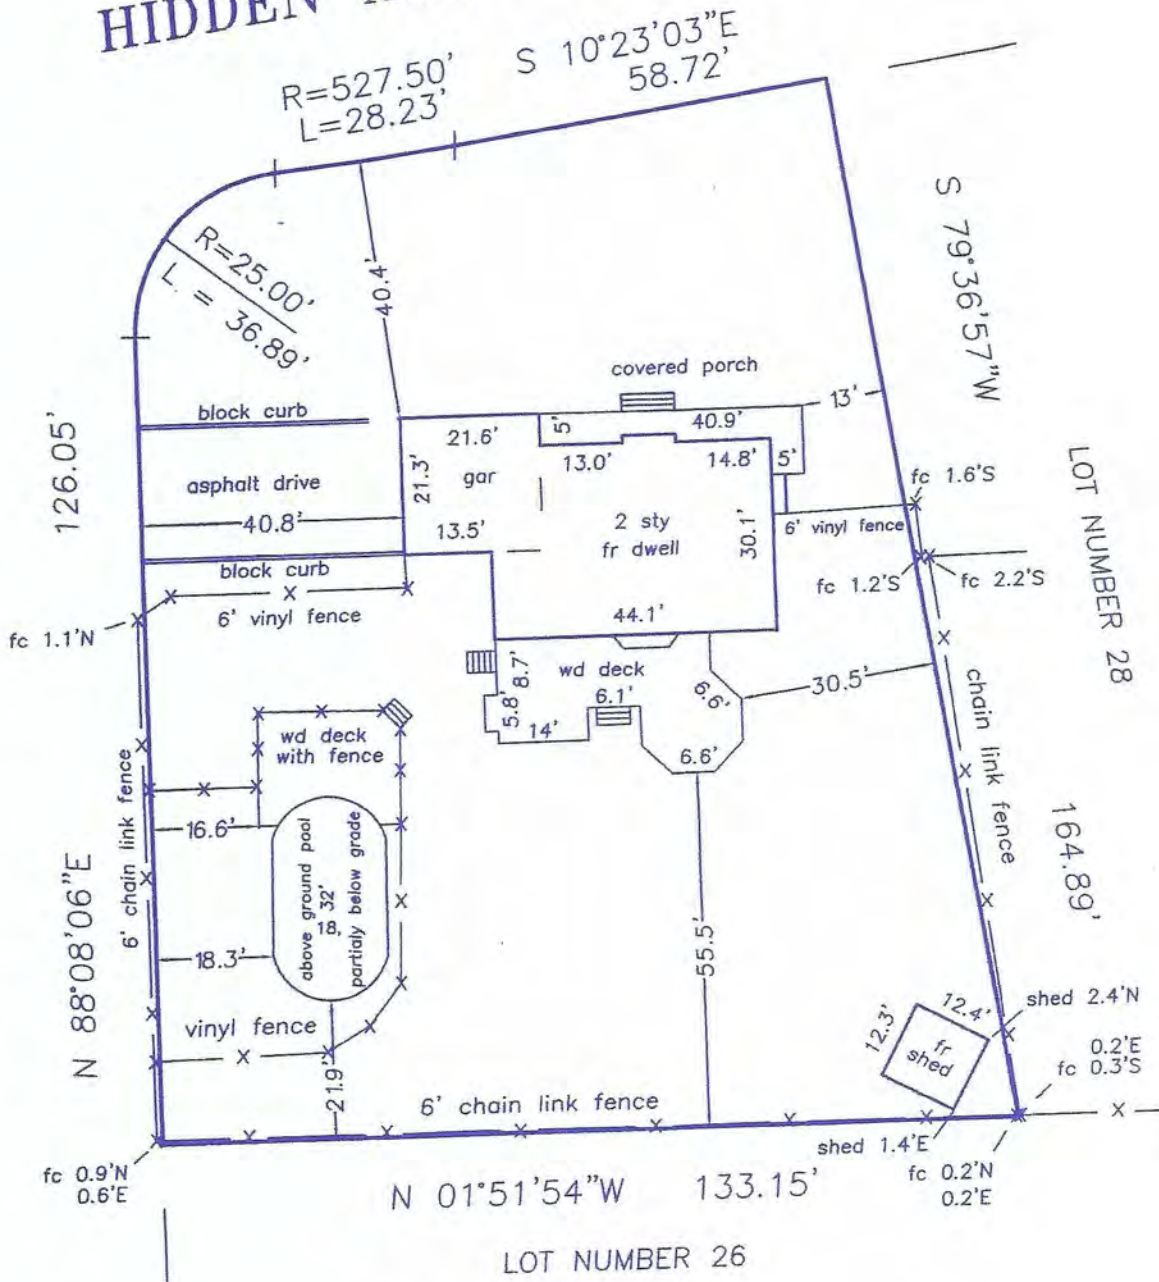 HIDDEN
R=527.50'
L=28.23'
S 10°23'03"E
58.72'
R=25.00'
L = 36.89'
40.4'
S 79°36'57"W
covered porch
13'
block curb
21.6'
5'
40.9'
126.05'
13.0'
14.8'
5'
asphalt drive
21.3'
gar
fc 1.6'S
LOT NUMBER 28
40.8'
13.5'
2 sty
fr dwell
30.1'
6' vinyl fence
block curb
fc 1.2'S
fc 2.2'S
6' vinyl fence
44.1'
fc 1.1'N
8.7'
wd deck
6.6'
30.5'
chain link fence
5.8'
6.1'
14'
6.6'
wd deck
with fence
6' chain link fence
16.6'
above ground pool
18, 32'
partialy below grade
164.89'
N 88°08'06"E
18.3'
55.5'
vinyl fence
12.3'
12.4'
fr
shed
shed 2.4'N
0.2'E
fc 0.3'S
21.9'
6' chain link fence
shed 1.4'E
fc 0.9'N
0.6'E
N 01°51'54"W
133.15'
fc 0.2'N
0.2'E
LOT NUMBER 26